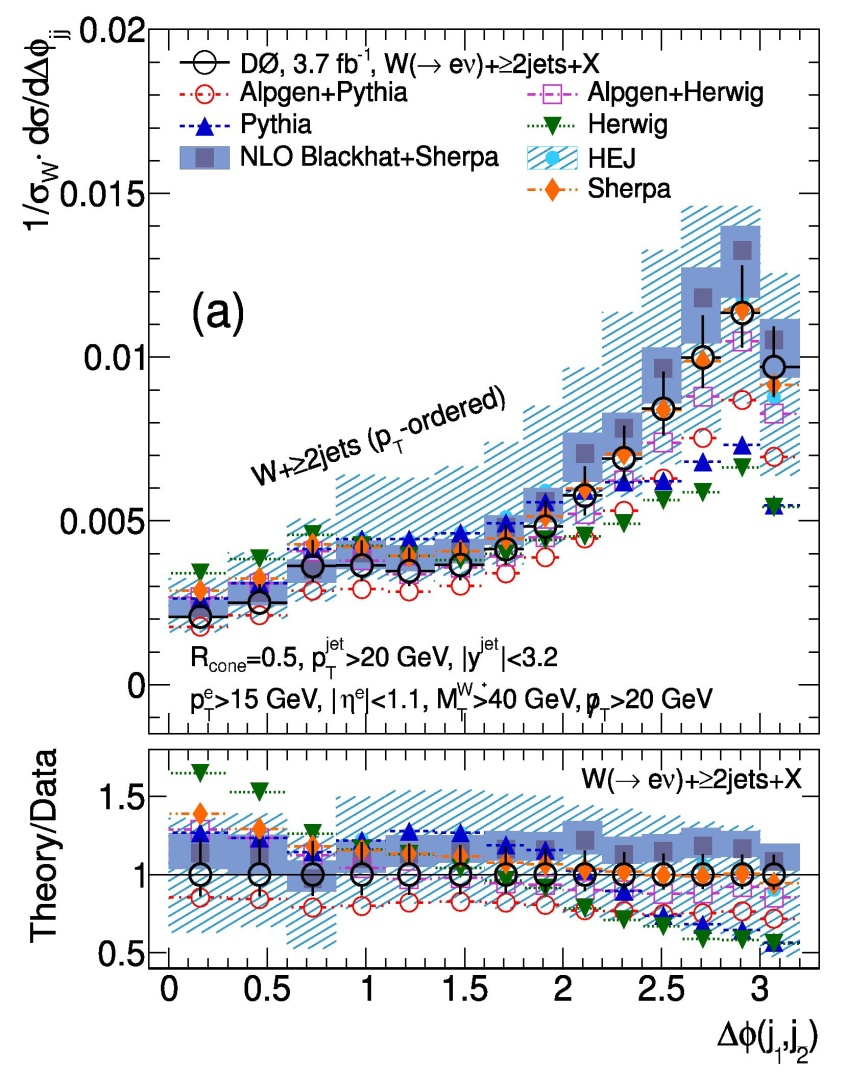 1/σW · dσ/dΔφjj
0.02
0.015
0.01
0.005
0
DØ, 3.7 fb-1, W(→ eν)+≥2jets+X
Alpgen+Pythia
Alpgen+Herwig
Pythia
Herwig
NLO Blackhat+Sherpa
HEJ
Sherpa
(a)
W+≥2jets (pT-ordered)
Rcone=0.5, pTjet>20 GeV, |yjet|<3.2
pTe>15 GeV, |ηe|<1.1, MTW>40 GeV, p̸T>20 GeV
Theory/Data
W(→ eν)+≥2jets+X
1.5
1
0.5
0 0.5 1 1.5 2 2.5 3
Δφ(j1,j2)